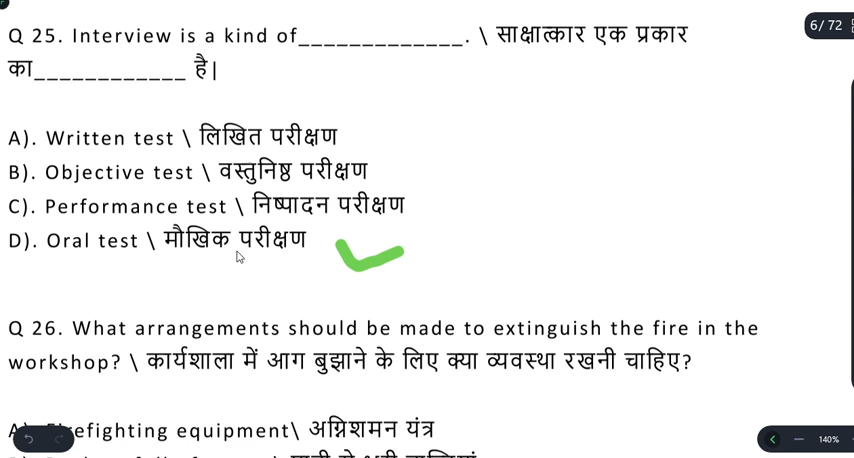 6/ 72
Q 25. Interview is a kind of_____________. \ साक्षात्कार एक प्रकार
का____________ है|
A). Written test \ लिखित परीक्षण
B). Objective test \ वस्तुनिष्ठ परीक्षण
C). Performance test \ निष्पादन परीक्षण
D). Oral test \ मौखिक परीक्षण
Q 26. What arrangements should be made to extinguish the fire in the
workshop? \ कार्यशाला में आग बुझाने के लिए क्या व्यवस्था रखनी चाहिए?
A). Firefighting equipment\ अग्निशमन यंत्र
140%